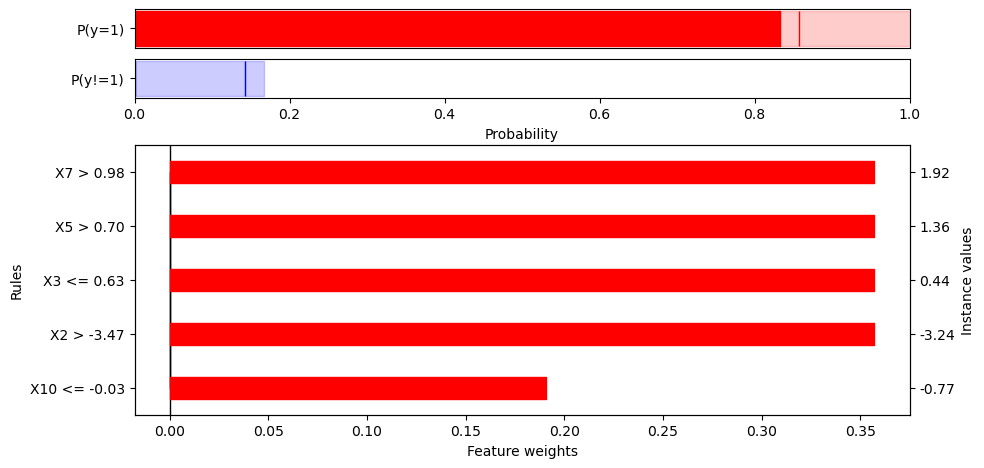 P(y=1)
P(y!=1)
0.0 0.2 0.4 0.6 0.8 1.0
Probability
X7 > 0.98 1.92
X5 > 0.70 1.36
X3 <= 0.63 0.44
X2 > -3.47 -3.24
X10 <= -0.03 -0.77
Rules
Instance values
0.00 0.05 0.10 0.15 0.20 0.25 0.30 0.35
Feature weights